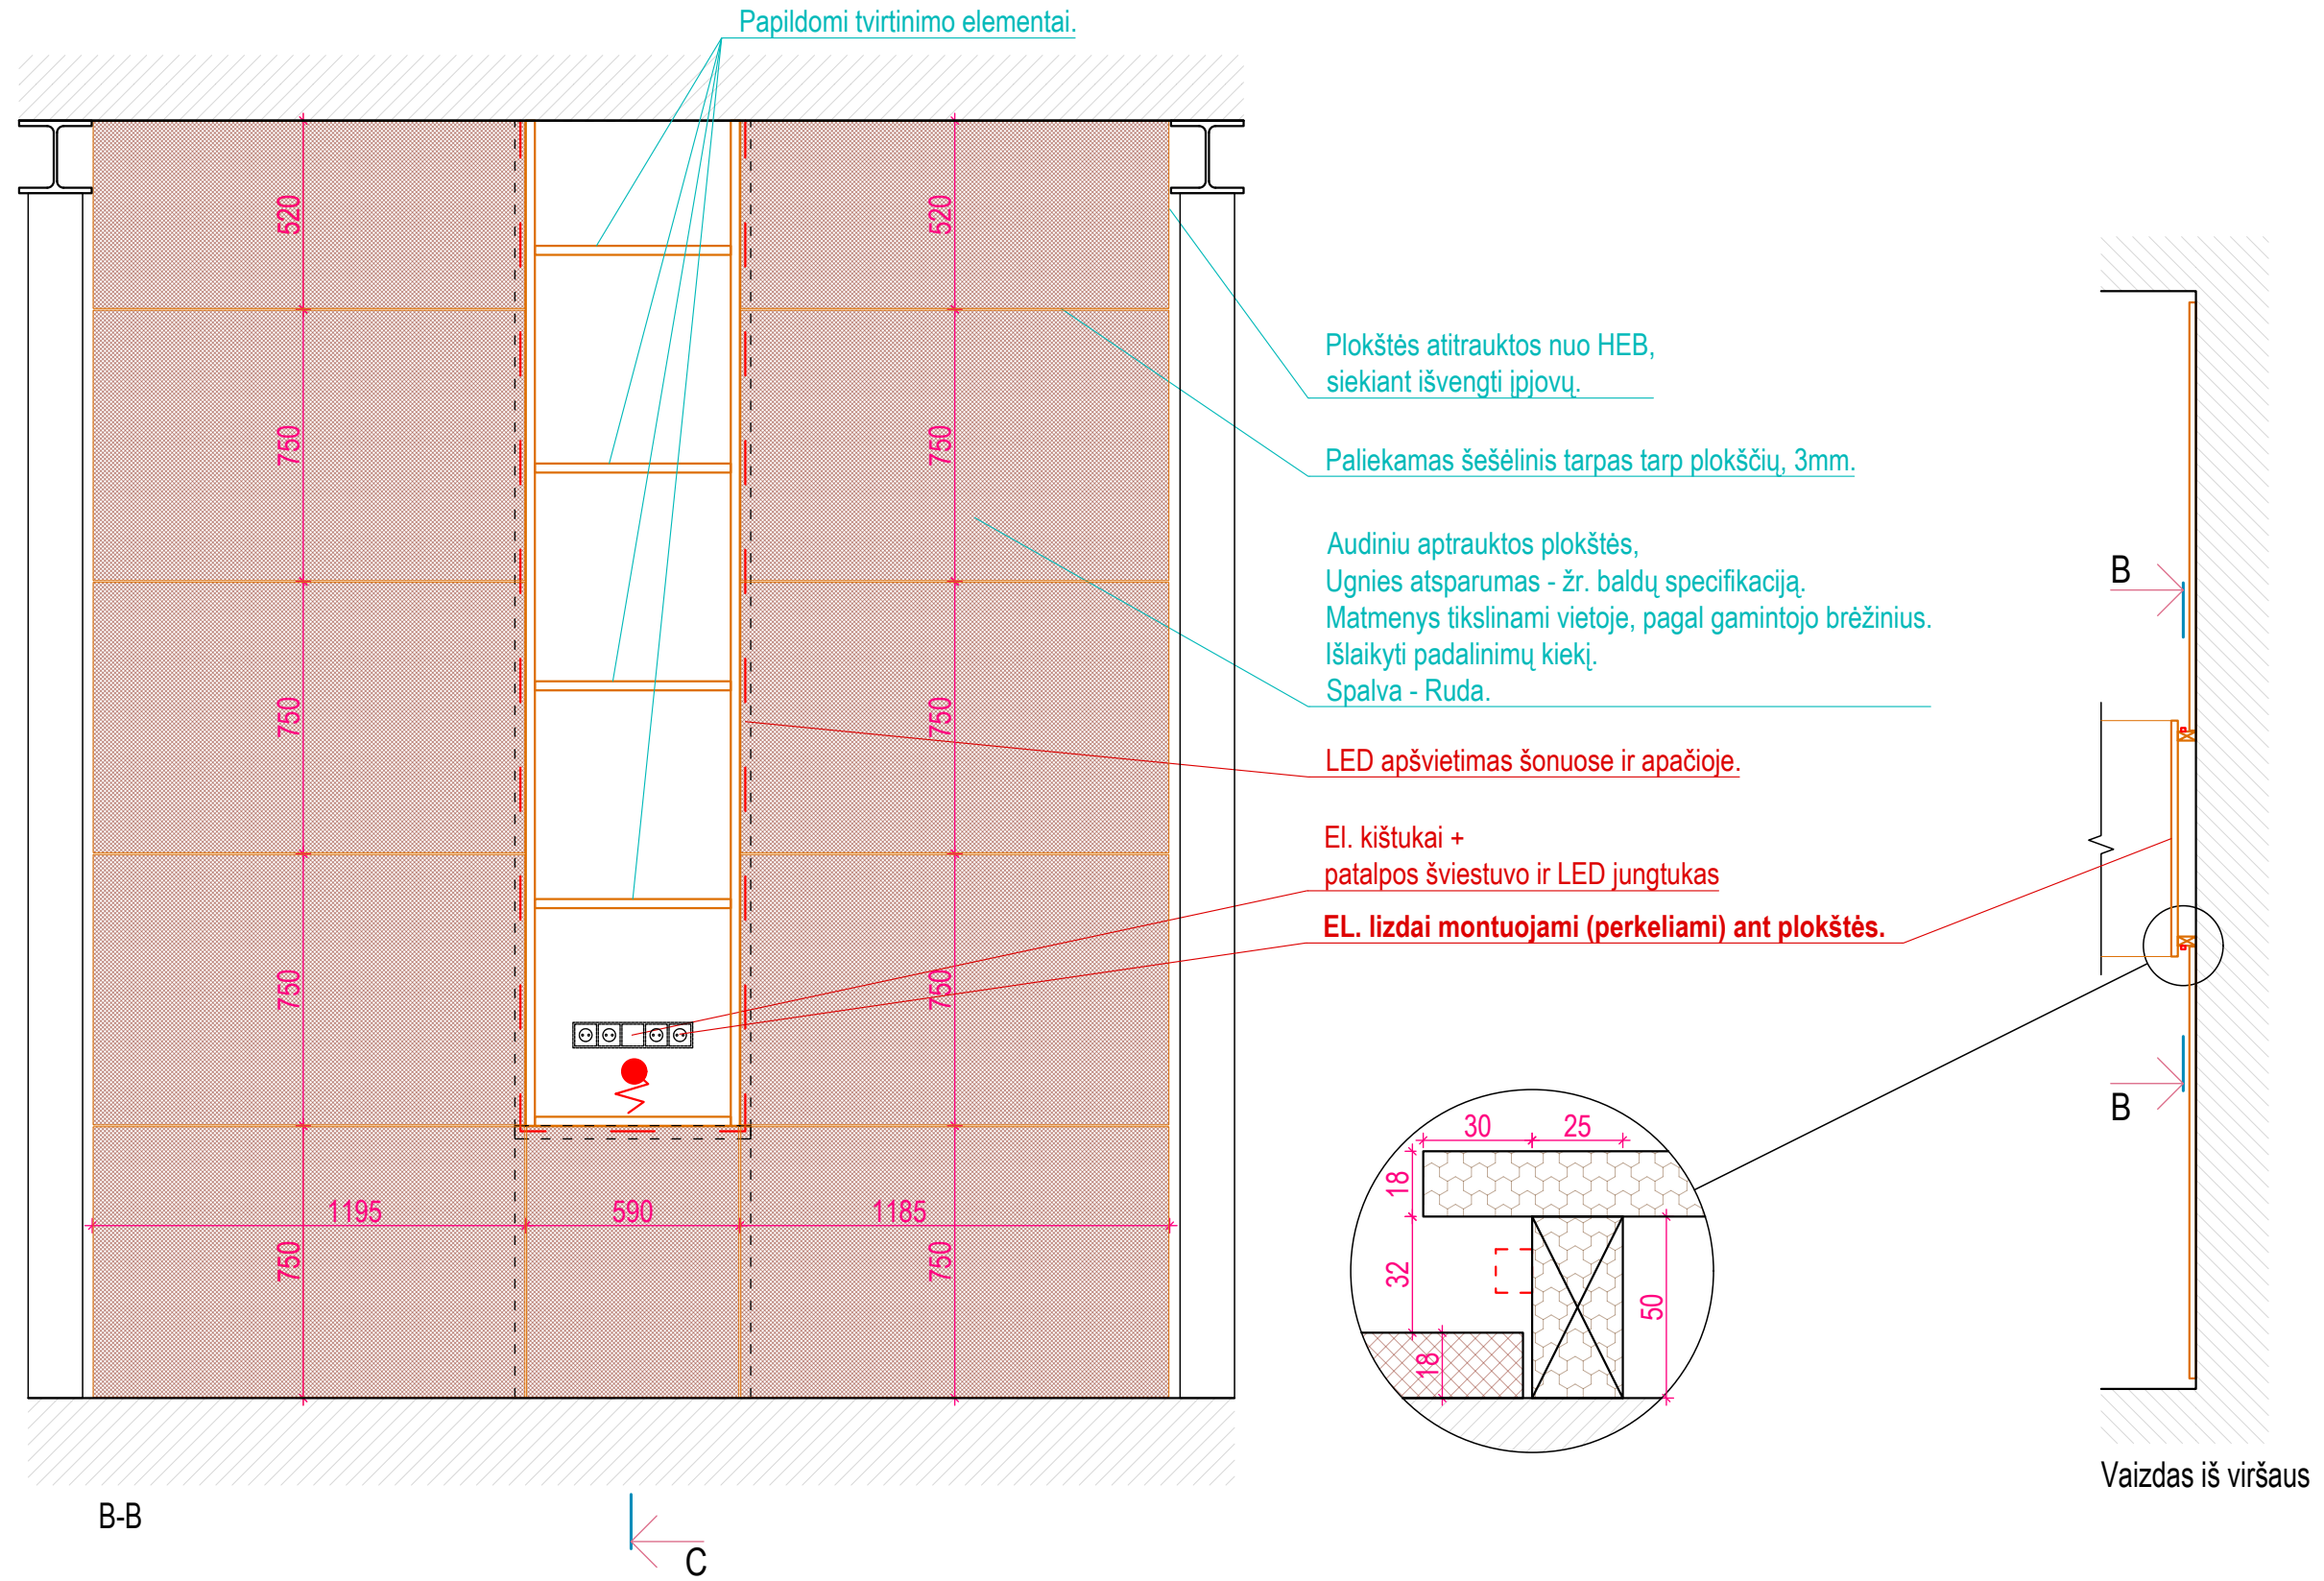 Papildomi tvirtinimo elementai.
520
520
750
750
750
750
750
750
750
750
1195
590
1185
Plokštės atitrauktos nuo HEB,
siekiant išvengti įpjovų.
Paliekamas šešėlinis tarpas tarp plokščių, 3mm.
Audiniu aptrauktos plokštės,
Ugnies atsparumas - žr. baldų specifikaciją.
Matmenys tikslinami vietoje, pagal gamintojo brėžinius.
Išlaikyti padalinimų kiekį.
Spalva - Ruda.
LED apšvietimas šonuose ir apačioje.
El. kištukai +
patalpos šviestuvo ir LED jungtukas
EL. lizdai montuojami (perkeliami) ant plokštės.
B
B
30
25
18
32
18
50
Vaizdas iš viršaus
B-B
C